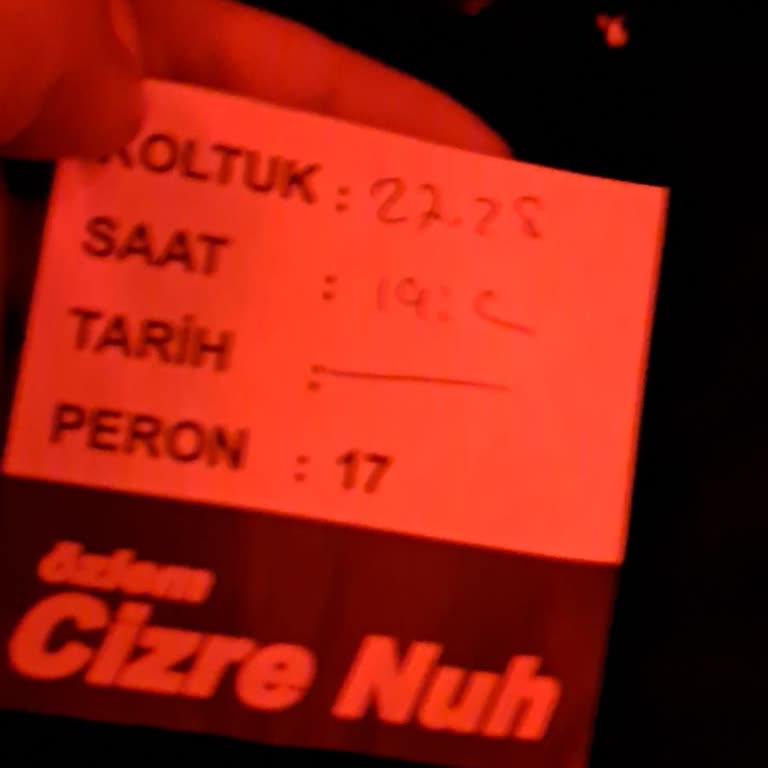 KOLTUK : 27.28
SAAT :
TARİH :
PERON : 17
özlem
Cizre Nuh